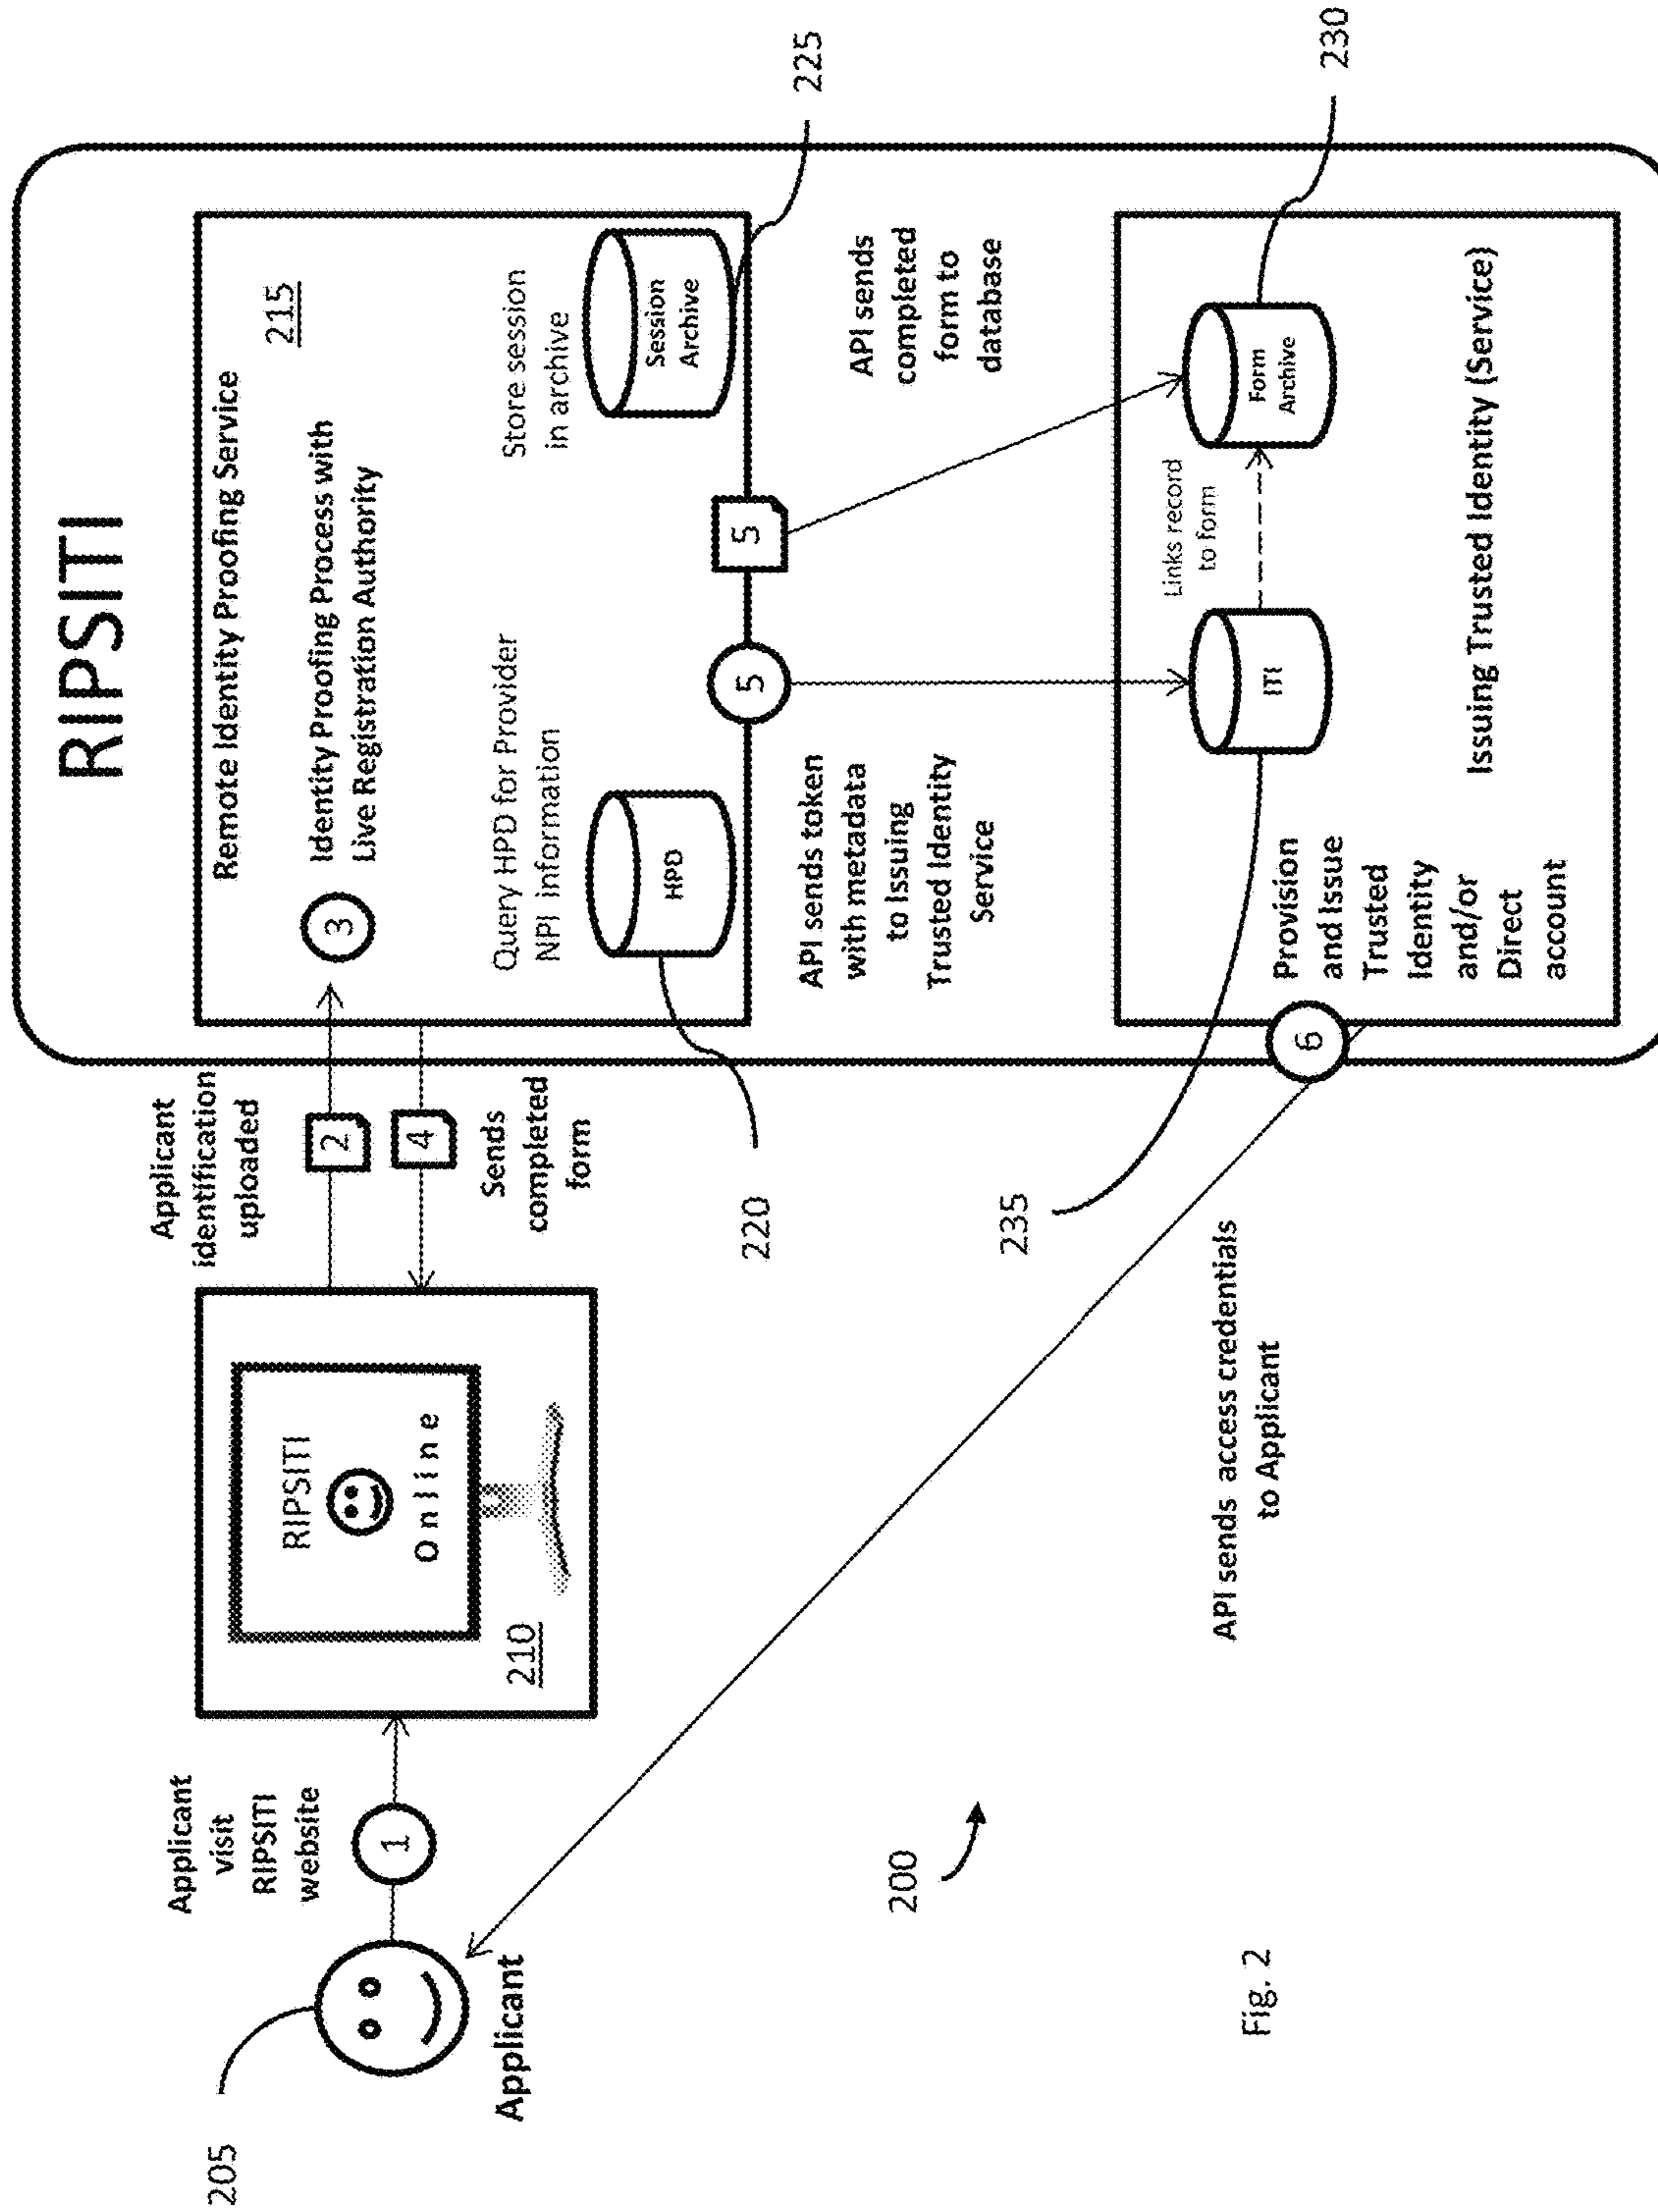 RIPSITI
Applicant
visit
RIPSITI
website
1
205
Applicant
RIPSITI
Online
210
Applicant
identification
uploaded
2
4
Sends
completed
form
Remote Identity Proofing Service
215
3
Identity Proofing Process with
Live Registration Authority
Query HPD for Provider
NPI Information
HPD
220
Store session
in archive
Session
Archive
225
5
5
API sends token
with metadata
to Issuing
Trusted Identity
Service
API sends
completed
form to
database
235
ITI
Links record
to form
Form
Archive
230
6
Provision
and Issue
Trusted
Identity
and/or
Direct
account
Issuing Trusted Identity (Service)
API sends access credentials
to Applicant
200
Fig. 2